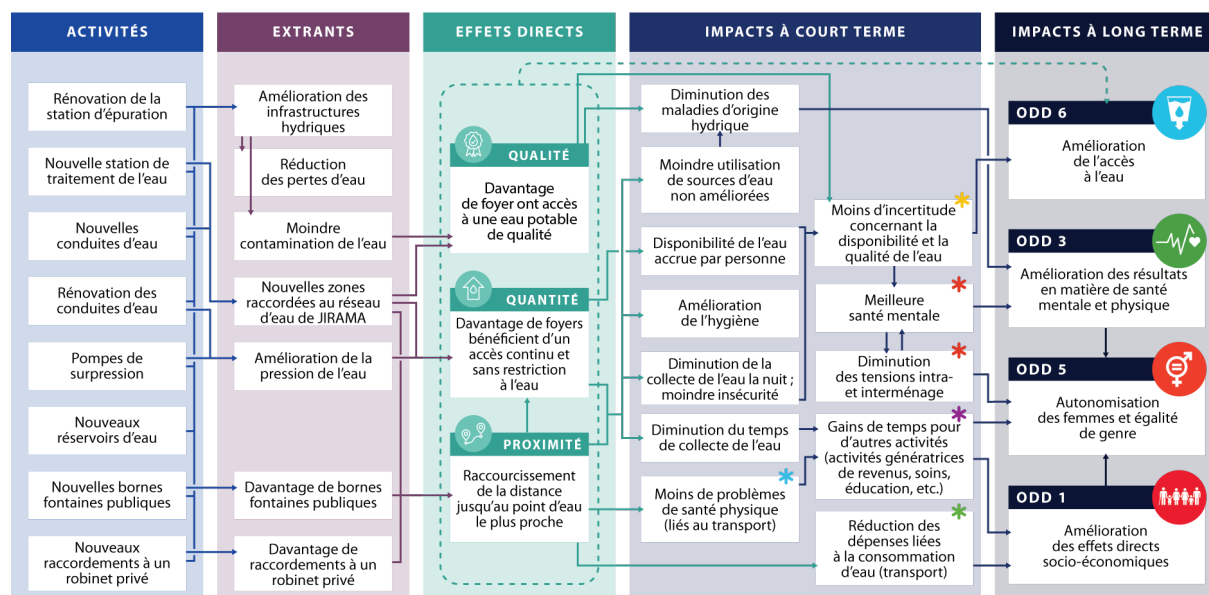 ACTIVITÉS
Rénovation de la
station d'épuration
Nouvelle station de
traitement de l'eau
Nouvelles
conduites d'eau
Rénovation des
conduites d'eau
Pompes de
surpression
Nouveaux
réservoirs d'eau
Nouvelles bornes
fontaines publiques
Nouveaux
raccordements à un
robinet privé
EXTRANTS
Amélioration des
infrastructures
hydriques
Réduction
des pertes d'eau
Moindre
contamination de l'eau
Nouvelles zones
raccordées au réseau
d'eau de JIRAMA
Amélioration de la
pression de l'eau
Davantage de bornes
fontaines publiques
Davantage de
raccordements à un
robinet privé
EFFETS DIRECTS
QUALITÉ
Davantage
de foyer ont accès
à une eau potable
de qualité
QUANTITÉ
Davantage de foyers
bénéficient d'un
accès continu et
sans restriction
à l'eau
PROXIMITÉ
Raccourcissement
de la distance
jusqu'au point d'eau
le plus proche
IMPACTS À COURT TERME
Diminution des
maladies d'origine
hydrique
Moindre utilisation
de sources d'eau
non améliorées
Disponibilité de l'eau
accrue par personne
Amélioration
de l'hygiène
Diminution de la
collecte de l'eau la nuit ;
moindre insécurité
Diminution du temps
de collecte de l'eau
Moins de problèmes
de santé physique
(liés au transport)
Moins d'incertitude
concernant la
disponibilité et la
qualité de l'eau
Meilleure
santé mentale
Diminution
des tensions intra-
et interménage
Gains de temps pour
d'autres activités
(activités génératrices
de revenus, soins,
éducation, etc.)
Réduction des
dépenses liées
à la consommation
d'eau (transport)
IMPACTS À LONG TERME
ODD 6
Amélioration
de l'accès
à l'eau
ODD 3
Amélioration des résultats
en matière de santé
mentale et physique
ODD 5
Autonomisation
des femmes et égalité
de genre
ODD 1
Amélioration
des effets directs
socio-économiques